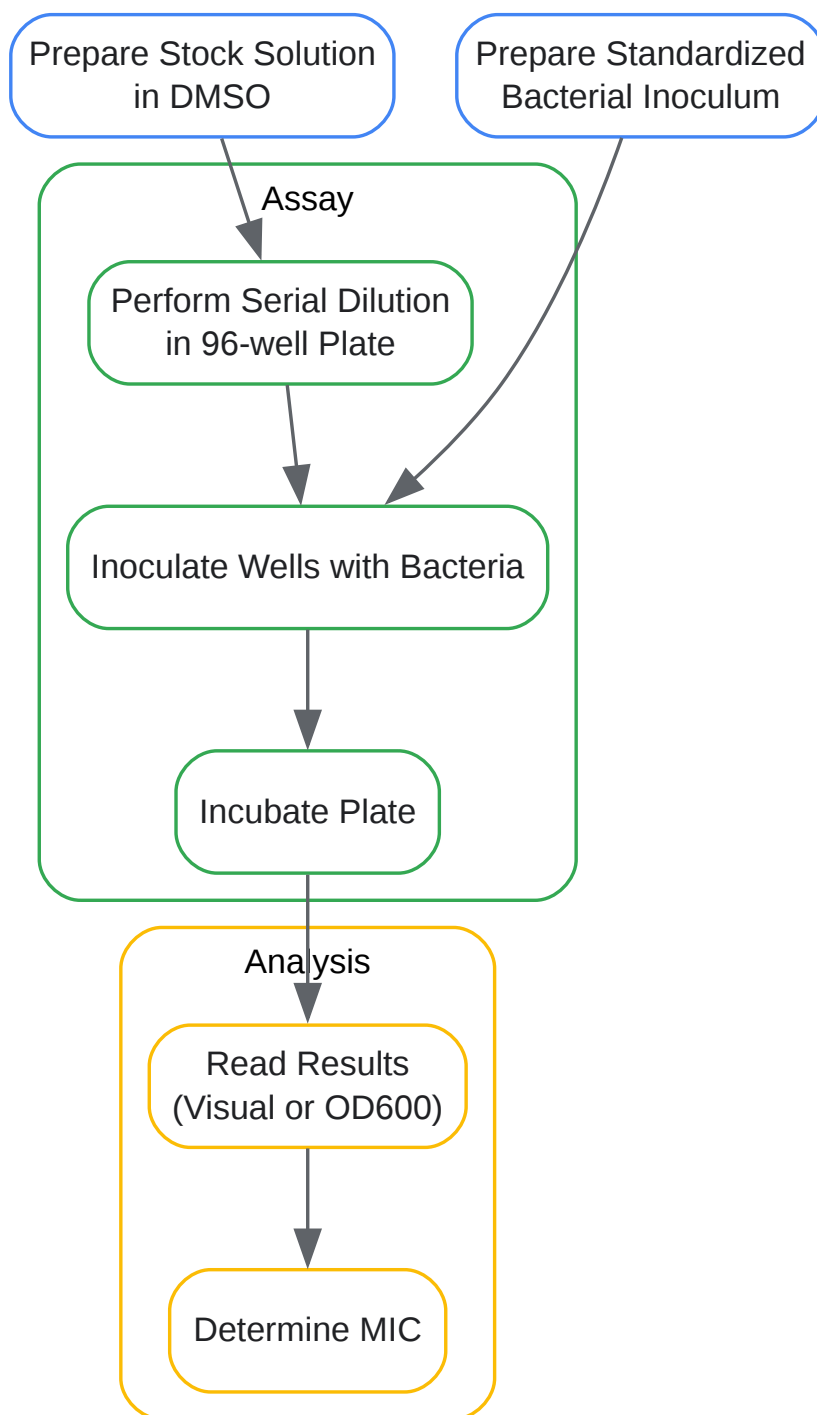 Prepare Stock Solution
in DMSO
Prepare Standardized
Bacterial Inoculum
Assay
Perform Serial Dilution
in 96-well Plate
Inoculate Wells with Bacteria
Incubate Plate
Analysis
Read Results
(Visual or OD600)
Determine MIC